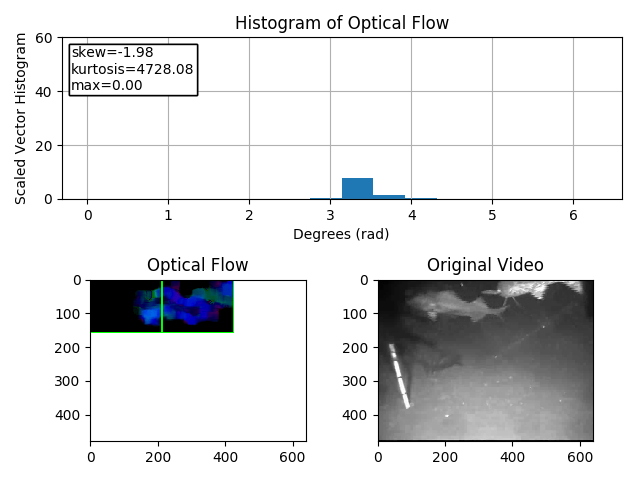 Histogram of Optical Flow
Scaled Vector Histogram
60
40
20
0
skew=-1.98
kurtosis=4728.08
max=0.00
0 1 2 3 4 5 6
Degrees (rad)
Optical Flow
0
100
200
300
400
0 200 400 600
Original Video
0
100
200
300
400
0 200 400 600